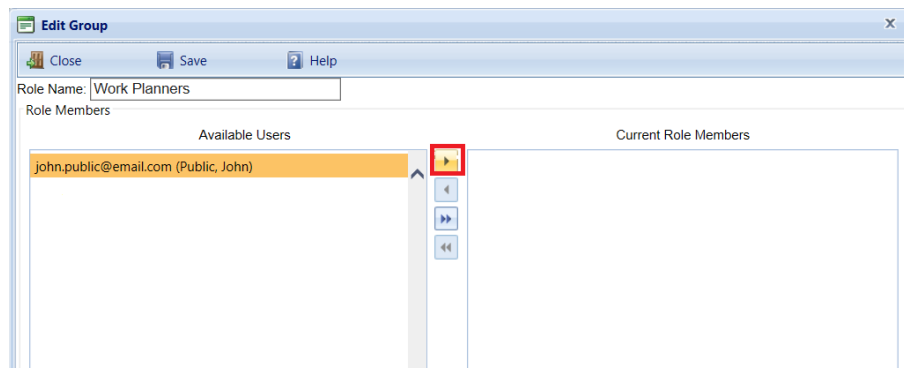 Edit Group
x
Close Save ? Help
Role Name: Work Planners
Role Members
Available Users Current Role Members
john.public@email.com (Public, John)